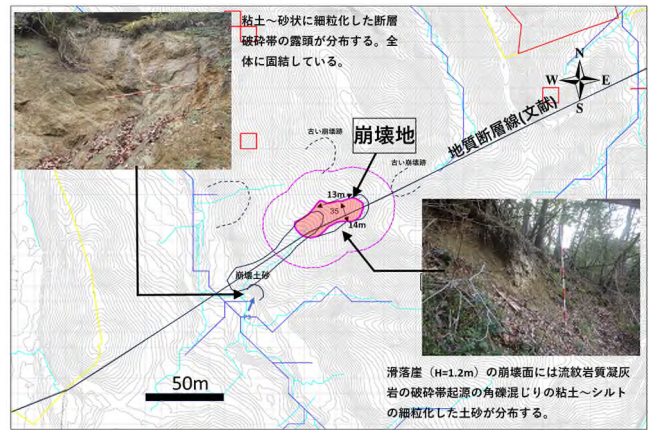 粘土～砂状に細粒化した断層
破砕帯の露頭が分布する。全
体に固結している。
N
W E
S
地質断層線(文献)
崩壊地
古い崩壊跡
古い崩壊跡
13m
35
14m
崩壊土砂
50m
滑落崖（H=1.2m）の崩壊面には流紋岩質凝灰
岩の破砕帯起源の角礫混じりの粘土～シルト
の細粒化した土砂が分布する。